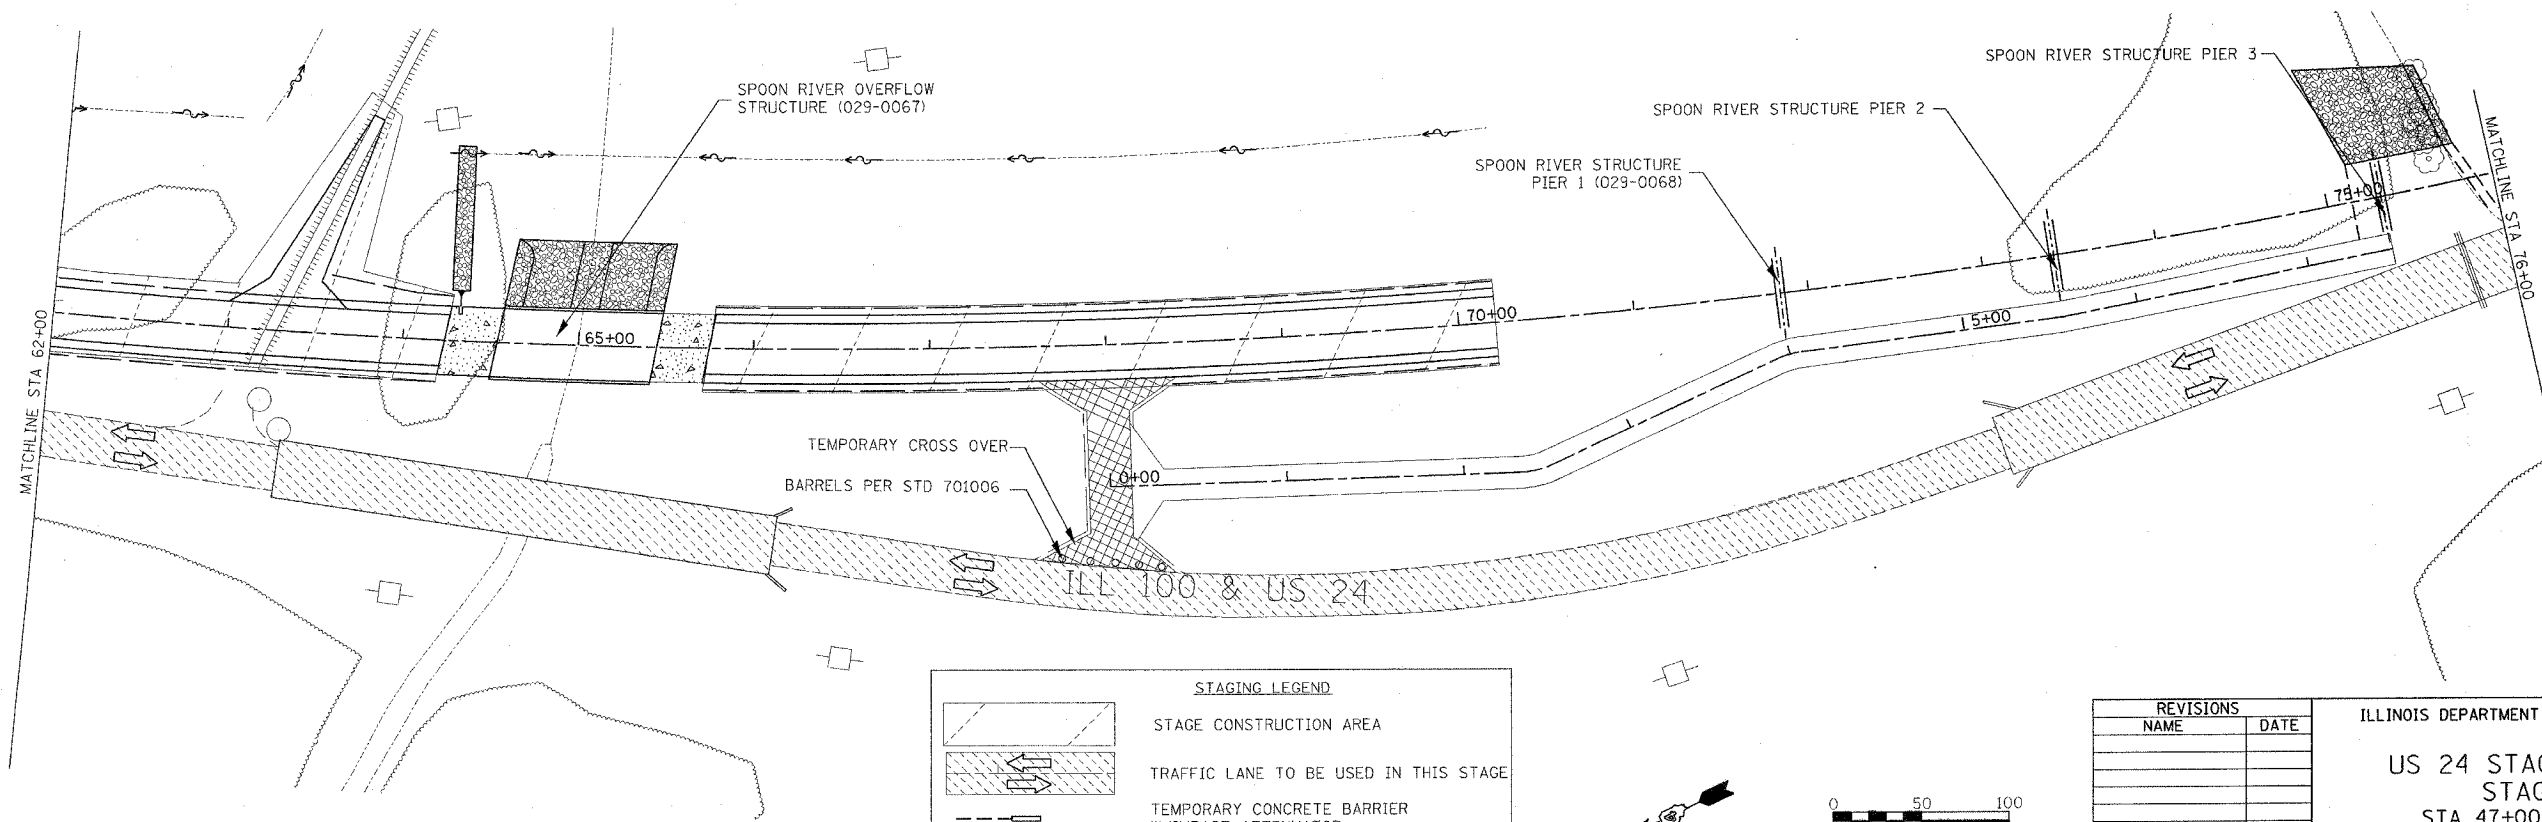 SPOON RIVER STRUCTURE PIER 3
SPOON RIVER OVERFLOW
STRUCTURE (029-0067)
SPOON RIVER STRUCTURE PIER 2
SPOON RIVER STRUCTURE
PIER 1 (029-0068)
MATCHLINE STA 76+00
75+00
70+00
5+00
65+00
MATCHLINE STA 62+00
TEMPORARY CROSS OVER
0+00
BARRELS PER STD 701006
ILL 100 & US 24
STAGING LEGEND
STAGE CONSTRUCTION AREA
TRAFFIC LANE TO BE USED IN THIS STAGE
TEMPORARY CONCRETE BARRIER
0 50 100
REVISIONS
NAME DATE
ILLINOIS DEPARTMENT
US 24 STAG
STAG
STA 47+00